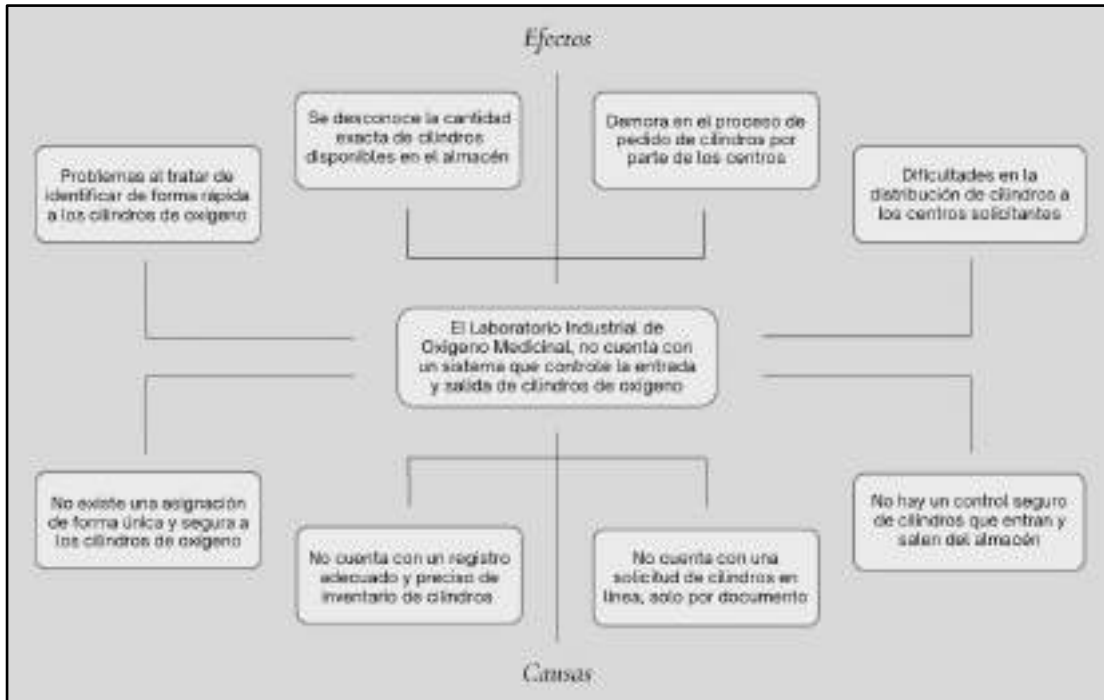 Efectos
Se desconoce la cantidad
exacta de cilindros
disponibles en el almacén
Demora en el proceso de
pedido de cilindros por
parte de los centros
Problemas al tratar de
identificar de forma rápida
a los cilindros de oxígeno
Dificultades en la
distribución de cilindros a
los centros solicitantes
El Laboratorio Industrial de
Oxígeno Medicinal, no cuenta con
un sistema que controle la entrada
y salida de cilindros de oxígeno
No existe una asignación
de forma única y segura a
los cilindros de oxígeno
No hay un control seguro
de cilindros que entran y
salen del almacén
No cuenta con un registro
adecuado y preciso de
inventario de cilindros
No cuenta con una
solicitud de cilindros en
línea, solo por documento
Causas